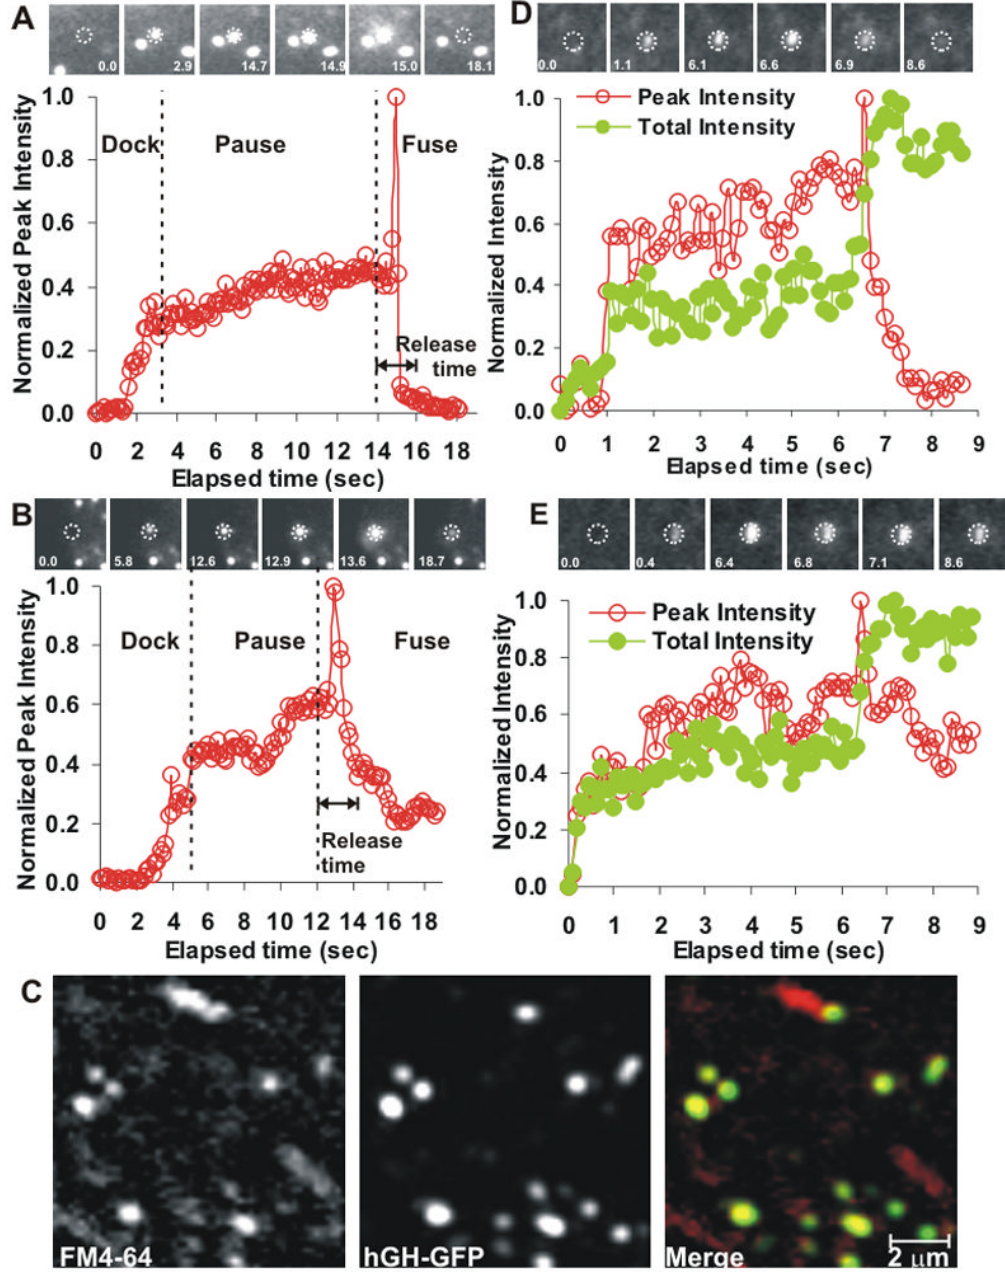 A
0.0 2.9 14.7 14.9 15.0 18.1
Normalized Peak Intensity
1.0
0.8
0.6
0.4
0.2
0.0
Dock Pause Fuse
Release
time
0 2 4 6 8 10 12 14 16 18
Elapsed time (sec)
D
0.0 1.1 6.1 6.6 6.9 8.6
Normalized Intensity
1.0
0.8
0.6
0.4
0.2
0.0
Peak Intensity
Total Intensity
0 1 2 3 4 5 6 7 8 9
Elapsed time (sec)
B
0.0 5.8 12.6 12.9 13.6 18.7
Normalized Peak Intensity
1.0
0.8
0.6
0.4
0.2
0.0
Dock Pause Fuse
Release
time
0 2 4 6 8 10 12 14 16 18
Elapsed time (sec)
E
0.0 0.4 6.4 6.8 7.1 8.6
Normalized Intensity
1.0
0.8
0.6
0.4
0.2
0.0
Peak Intensity
Total Intensity
0 1 2 3 4 5 6 7 8 9
Elapsed time (sec)
C
FM4-64
hGH-GFP
Merge
2 μm